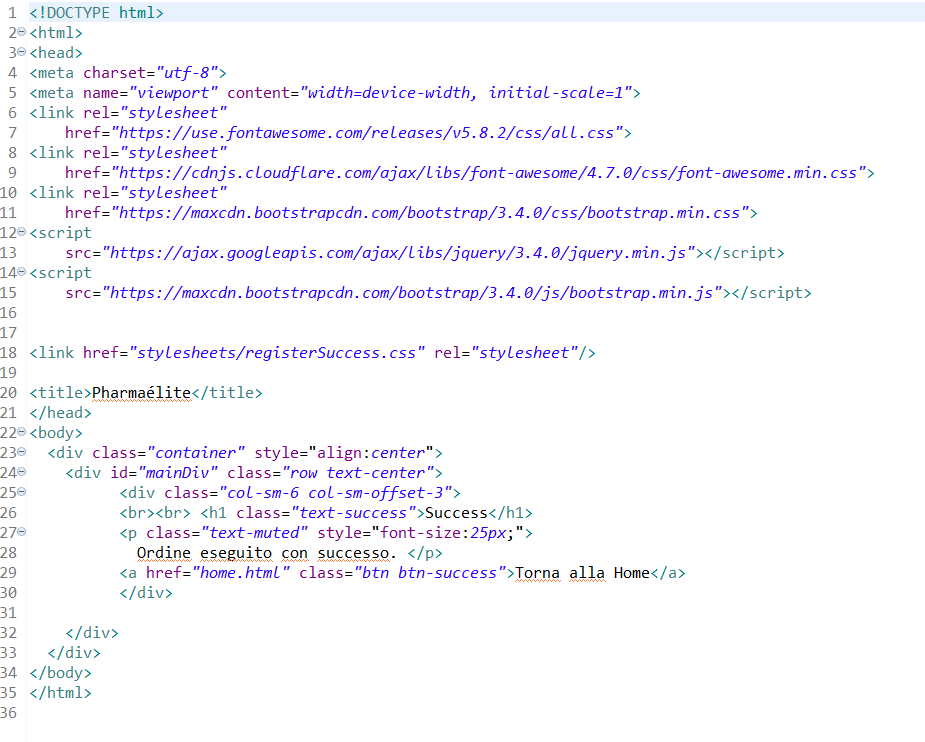 1 <!DOCTYPE html>
2 <html>
3 <head>
4 <meta charset="utf-8">
5 <meta name="viewport" content="width=device-width, initial-scale=1">
6 <link rel="stylesheet"
7     href="https://use.fontawesome.com/releases/v5.8.2/css/all.css">
8 <link rel="stylesheet"
9     href="https://cdnjs.cloudflare.com/ajax/libs/font-awesome/4.7.0/css/font-awesome.min.css">
10 <link rel="stylesheet"
11     href="https://maxcdn.bootstrapcdn.com/bootstrap/3.4.0/css/bootstrap.min.css">
12 <script
13     src="https://ajax.googleapis.com/ajax/libs/jquery/3.4.0/jquery.min.js"></script>
14 <script
15     src="https://maxcdn.bootstrapcdn.com/bootstrap/3.4.0/js/bootstrap.min.js"></script>
16
17
18 <link href="stylesheets/registerSuccess.css" rel="stylesheet"/>
19
20 <title>Pharmaélite</title>
21 </head>
22 <body>
23   <div class="container" style="align:center">
24     <div id="mainDiv" class="row text-center">
25           <div class="col-sm-6 col-sm-offset-3">
26           <br><br> <h1 class="text-success">Success</h1>
27           <p class="text-muted" style="font-size:25px;">
28             Ordine eseguito con successo. </p>
29           <a href="home.html" class="btn btn-success">Torna alla Home</a>
30           </div>
31
32     </div>
33   </div>
34 </body>
35 </html>
36